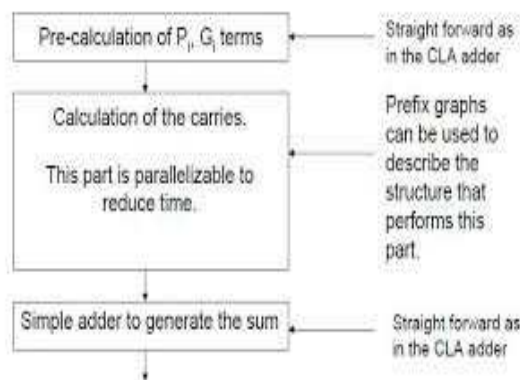 Pre-calculation of Pi, Gi terms
Straight forward as
in the CLA adder
Calculation of the carries.
This part is parallelizable to
reduce time.
Prefix graphs
can be used to
describe the
structure that
performs this
part.
Simple adder to generate the sum
Straight forward as
in the CLA adder